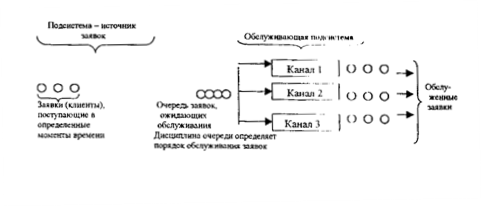 Подсистема – источник
заявок
Обслуживающая подсистема
Канал 1
Канал 2
Канал 3
Заявки (клиенты),
поступающие в
определенные
моменты времени
Очередь заявок,
ожидающих
обслуживания
Дисциплина очереди определяет
порядок обслуживания заявок
Обслу-
женные
заявки